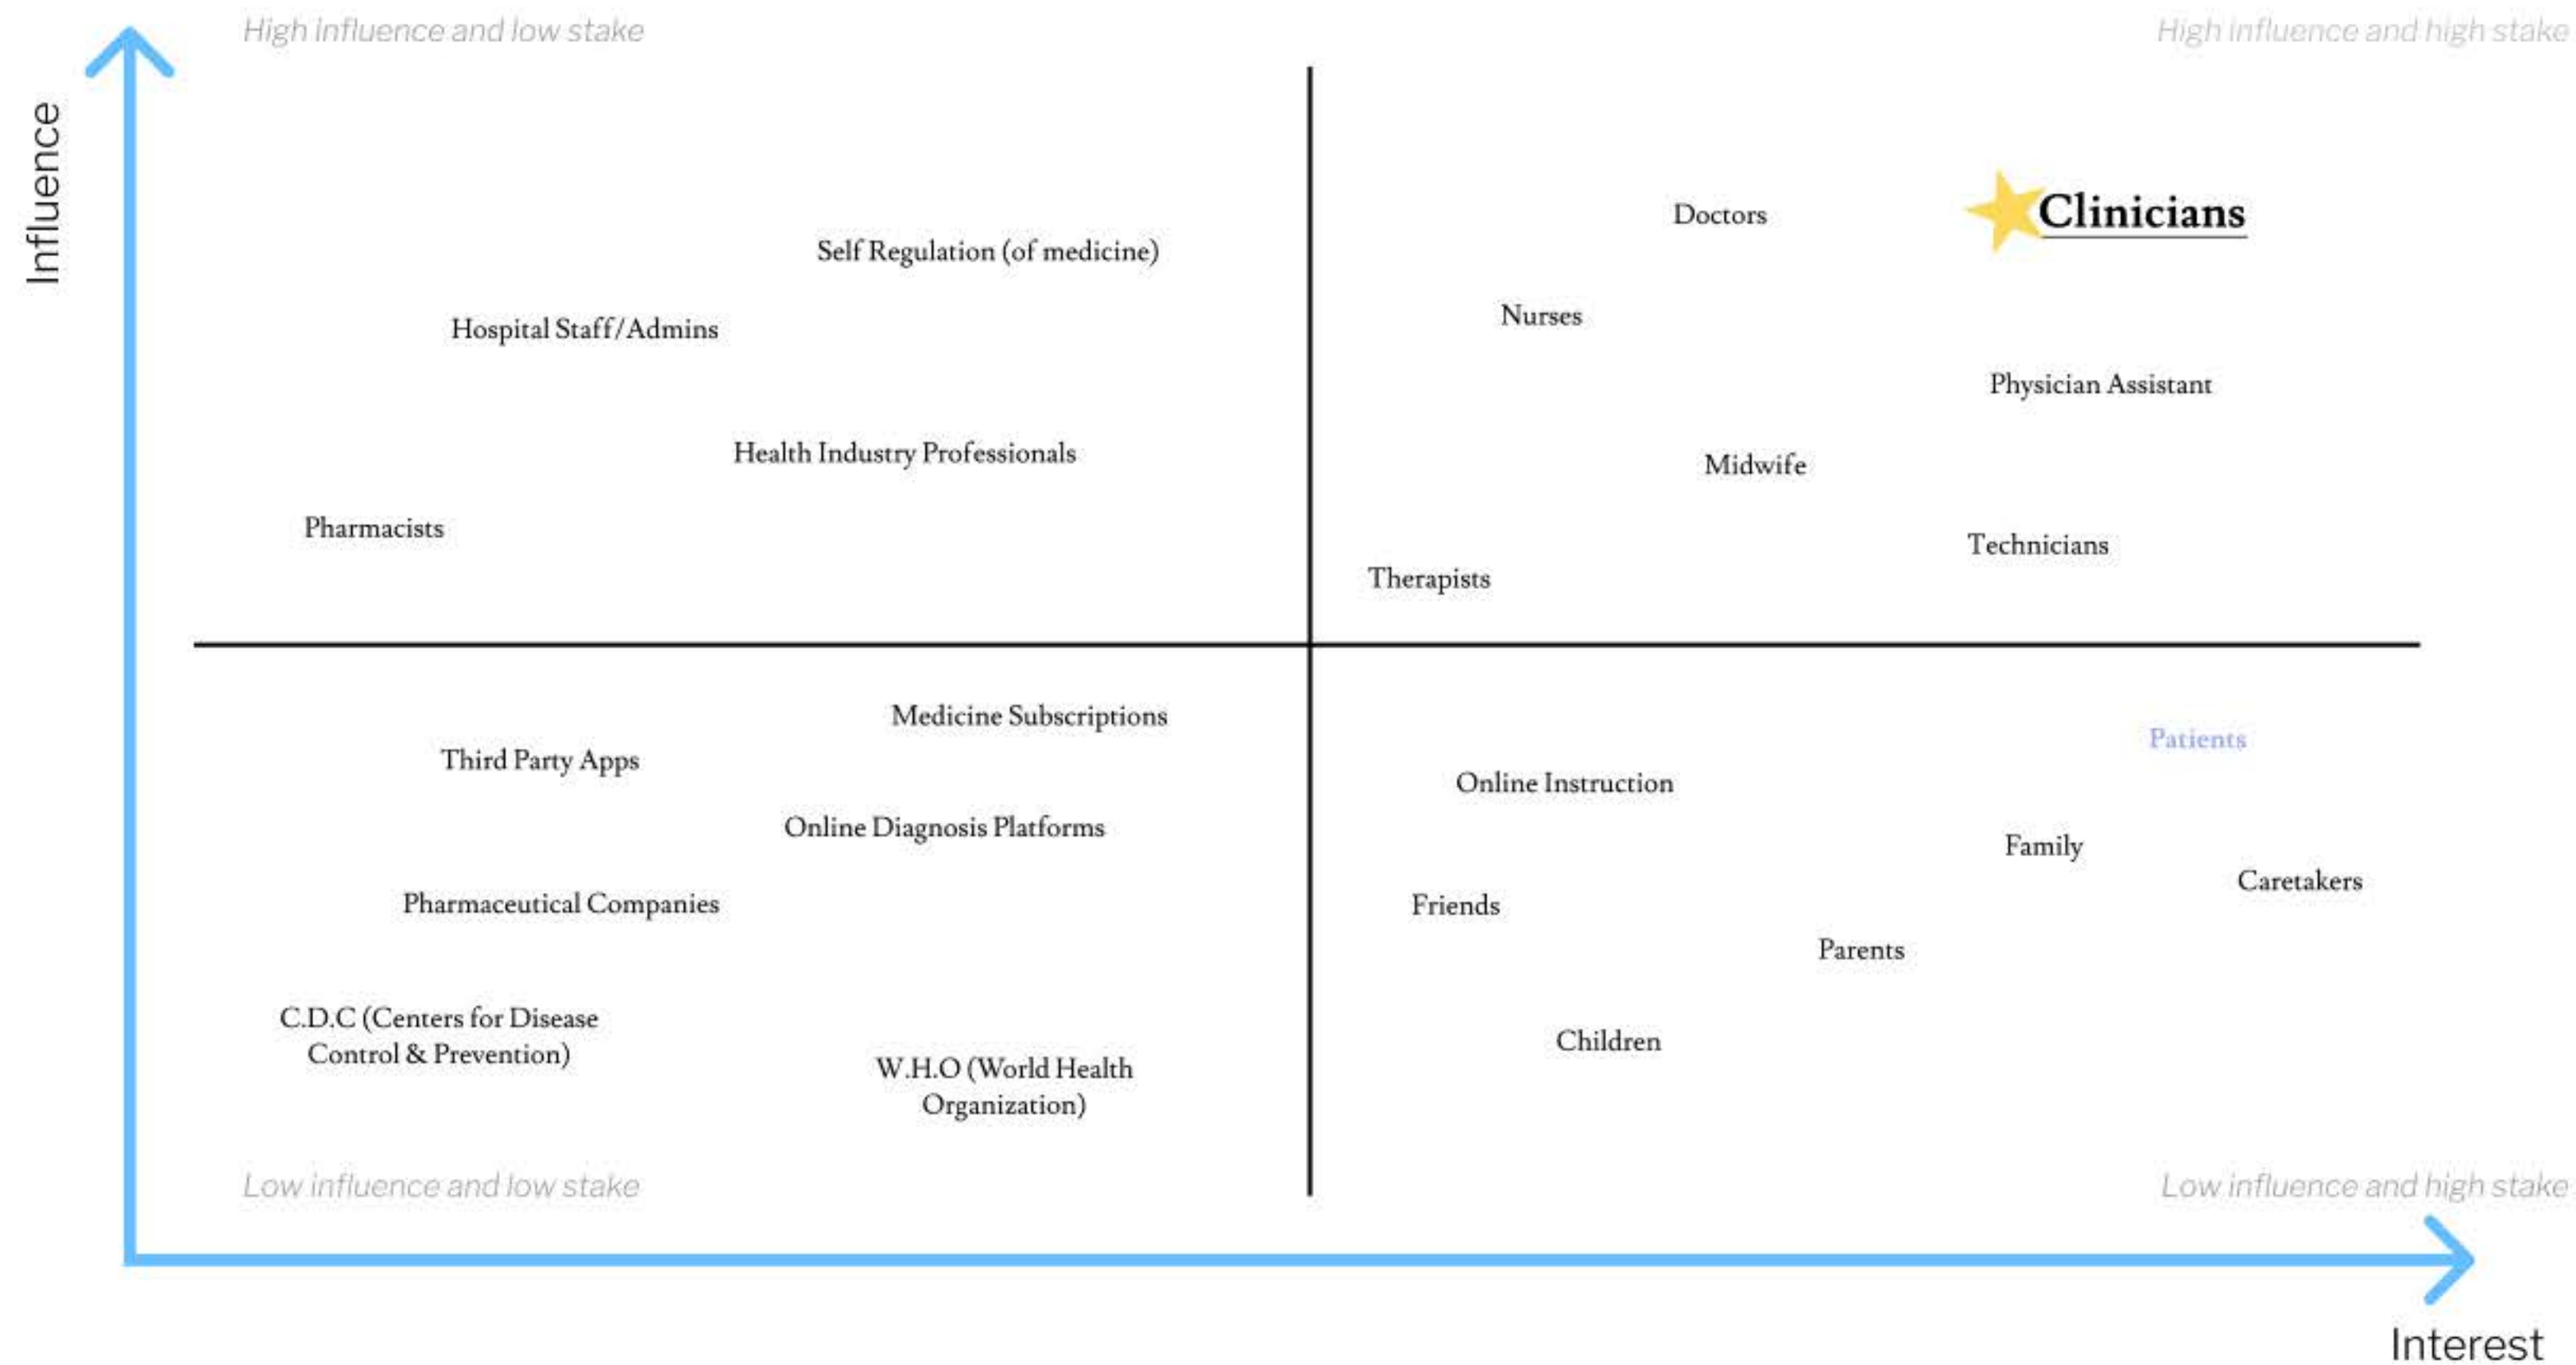 High influence and low stake
High influence and high stake
Influence
Doctors
Clinicians
Self Regulation (of medicine)
Nurses
Hospital Staff/Admins
Physician Assistant
Health Industry Professionals
Midwife
Pharmacists
Technicians
Therapists
Medicine Subscriptions
Patients
Third Party Apps
Online Instruction
Online Diagnosis Platforms
Family
Caretakers
Pharmaceutical Companies
Friends
Parents
C.D.C (Centers for Disease
Control & Prevention)
Children
W.H.O (World Health
Organization)
Low influence and low stake
Low influence and high stake
Interest